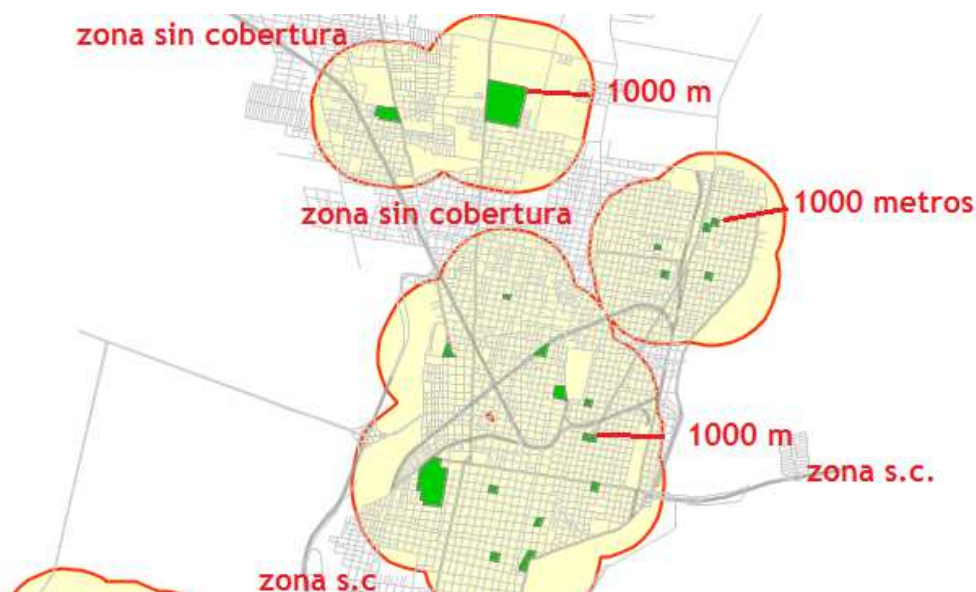 zona sin cobertura
1000 m
1000 metros
zona sin cobertura
1000 m
zona s.c.
zona s.c